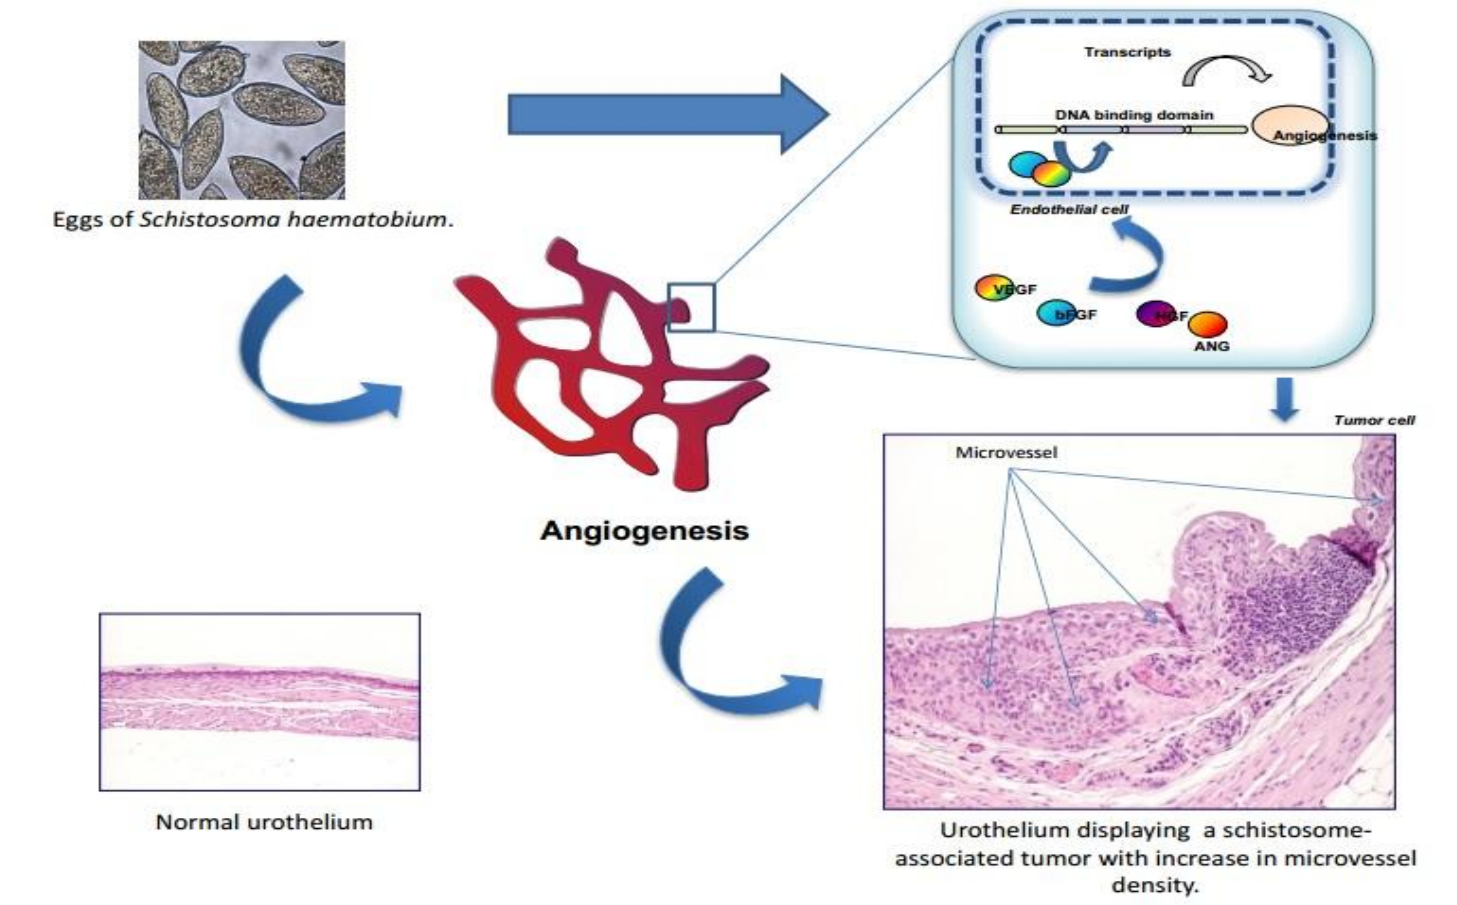 Transcripts
DNA binding domain
Angiogenesis
Endothelial cell
Eggs of Schistosoma haematobium.
VEGF
bFGF
HGF
ANG
Tumor cell
Microvessel
Angiogenesis
Normal urothelium
Urothelium displaying a schistosome-
associated tumor with increase in microvessel
density.